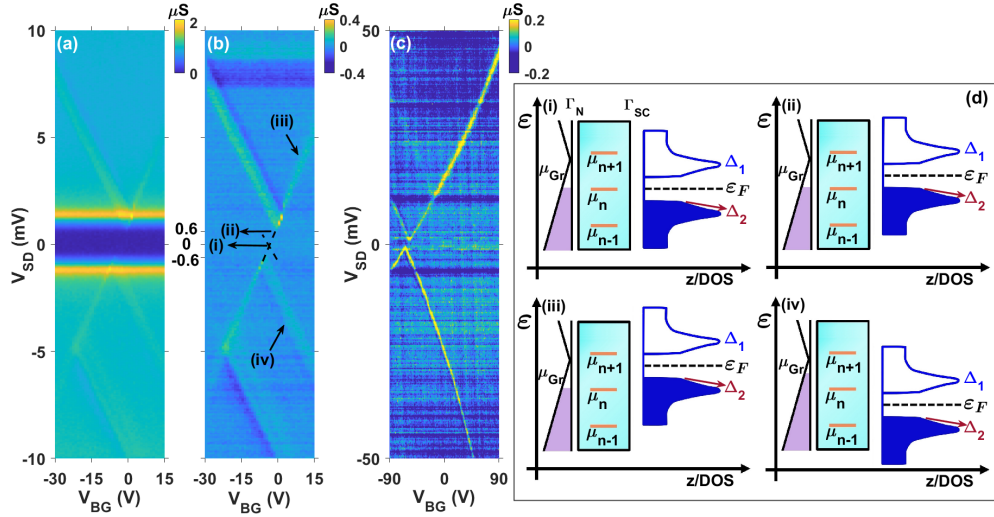 μS
2
0
μS
0.4
0
-0.4
μS
0.2
0
-0.2
(a)
(b)
(c)
10
5
0
-5
-10
V_SD (mV)
-30 -15 0 15
V_BG (V)
0.6
0
-0.6
(i)
(ii)
(iii)
(iv)
-30 -15 0 15
V_BG (V)
50
0
-50
V_SD (mV)
-90 0 90
V_BG (V)
(d)
ε
(i) Γ_N Γ_SC
μ_Gr
μ_n+1
μ_n
μ_n-1
Δ_1
ε_F
Δ_2
z/DOS
ε
(ii)
μ_Gr
μ_n+1
μ_n
μ_n-1
Δ_1
ε_F
Δ_2
z/DOS
ε
(iii)
μ_Gr
μ_n+1
μ_n
μ_n-1
Δ_1
ε_F
Δ_2
z/DOS
ε
(iv)
μ_Gr
μ_n+1
μ_n
μ_n-1
Δ_1
ε_F
Δ_2
z/DOS